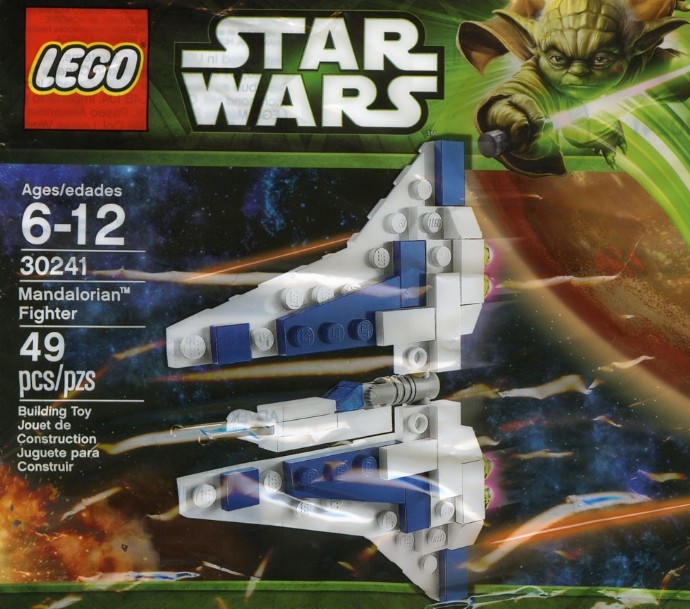 LEGO
STAR
WARS
Ages/edades
6-12
30241
Mandalorian™
Fighter
49
pcs/pzs
Building Toy
Jouet de
Construction
Juguete para
Construir